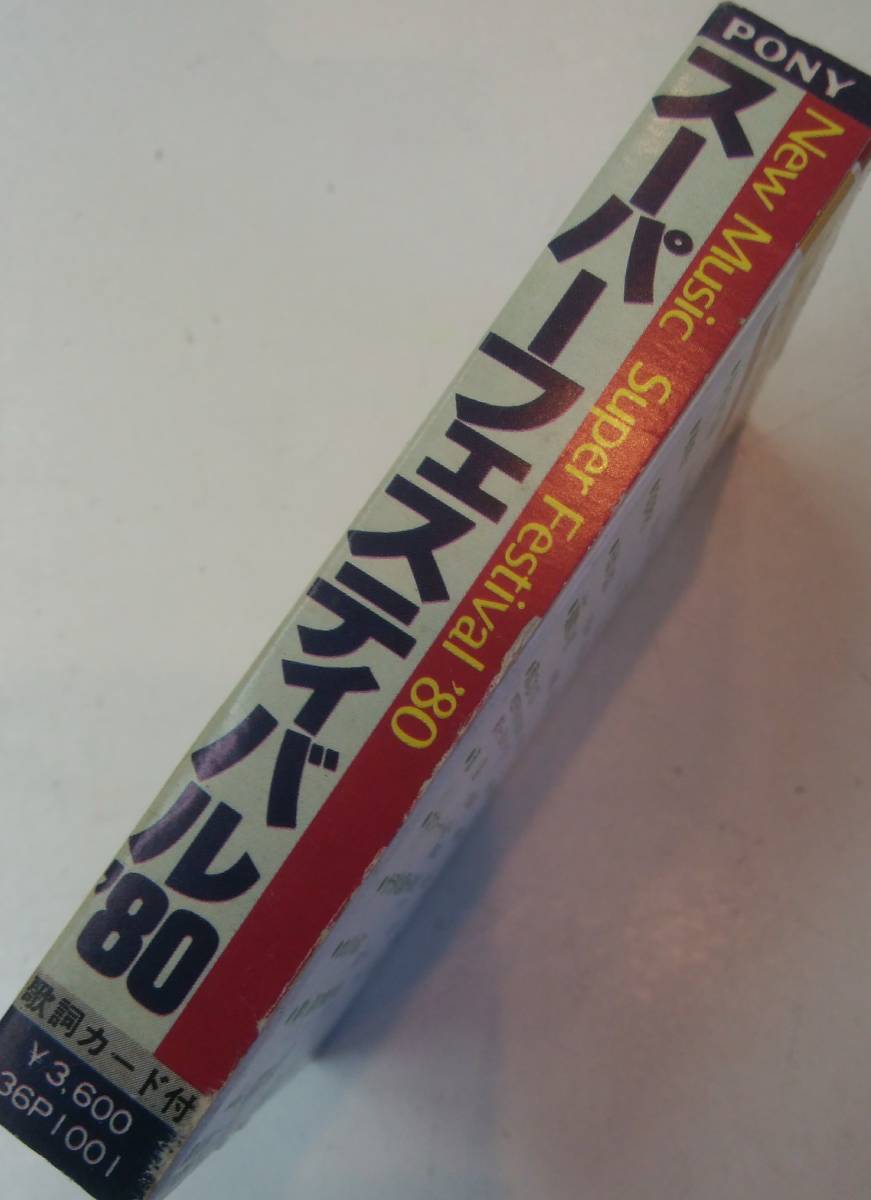 PONY
スーパーフェスティバル'80
New Music Super Festival '80
歌詞カード付
¥3,600
36P1001